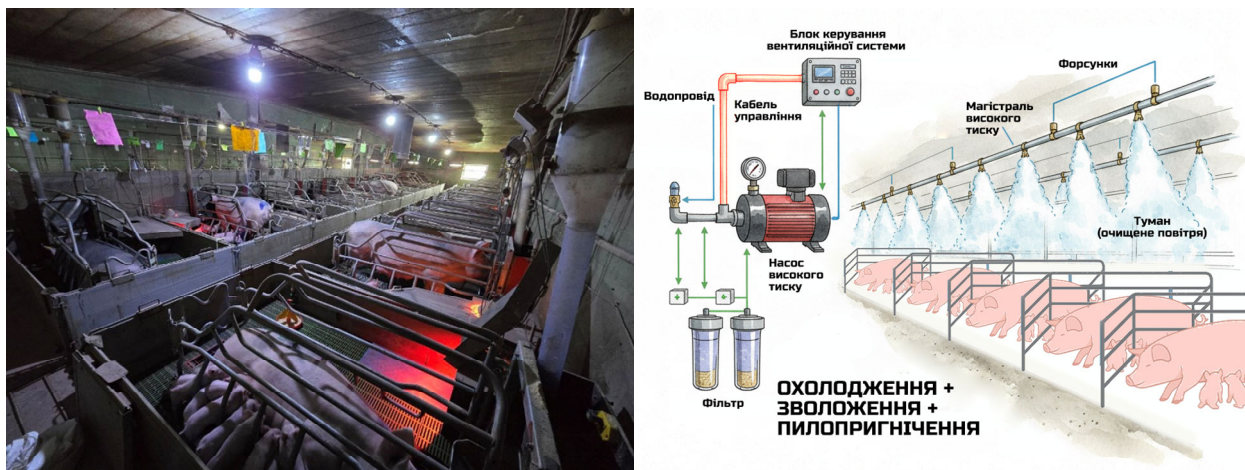 Блок керування
вентиляційної системи
Форсунки
Водопровід
Кабель
управління
Магістраль
високого
тиску
Туман
(очищене повітря)
Насос
високого
тиску
Фільтр
ОХОЛОДЖЕННЯ +
ЗВОЛОЖЕННЯ +
ПИЛОПРИГНІЧЕННЯ